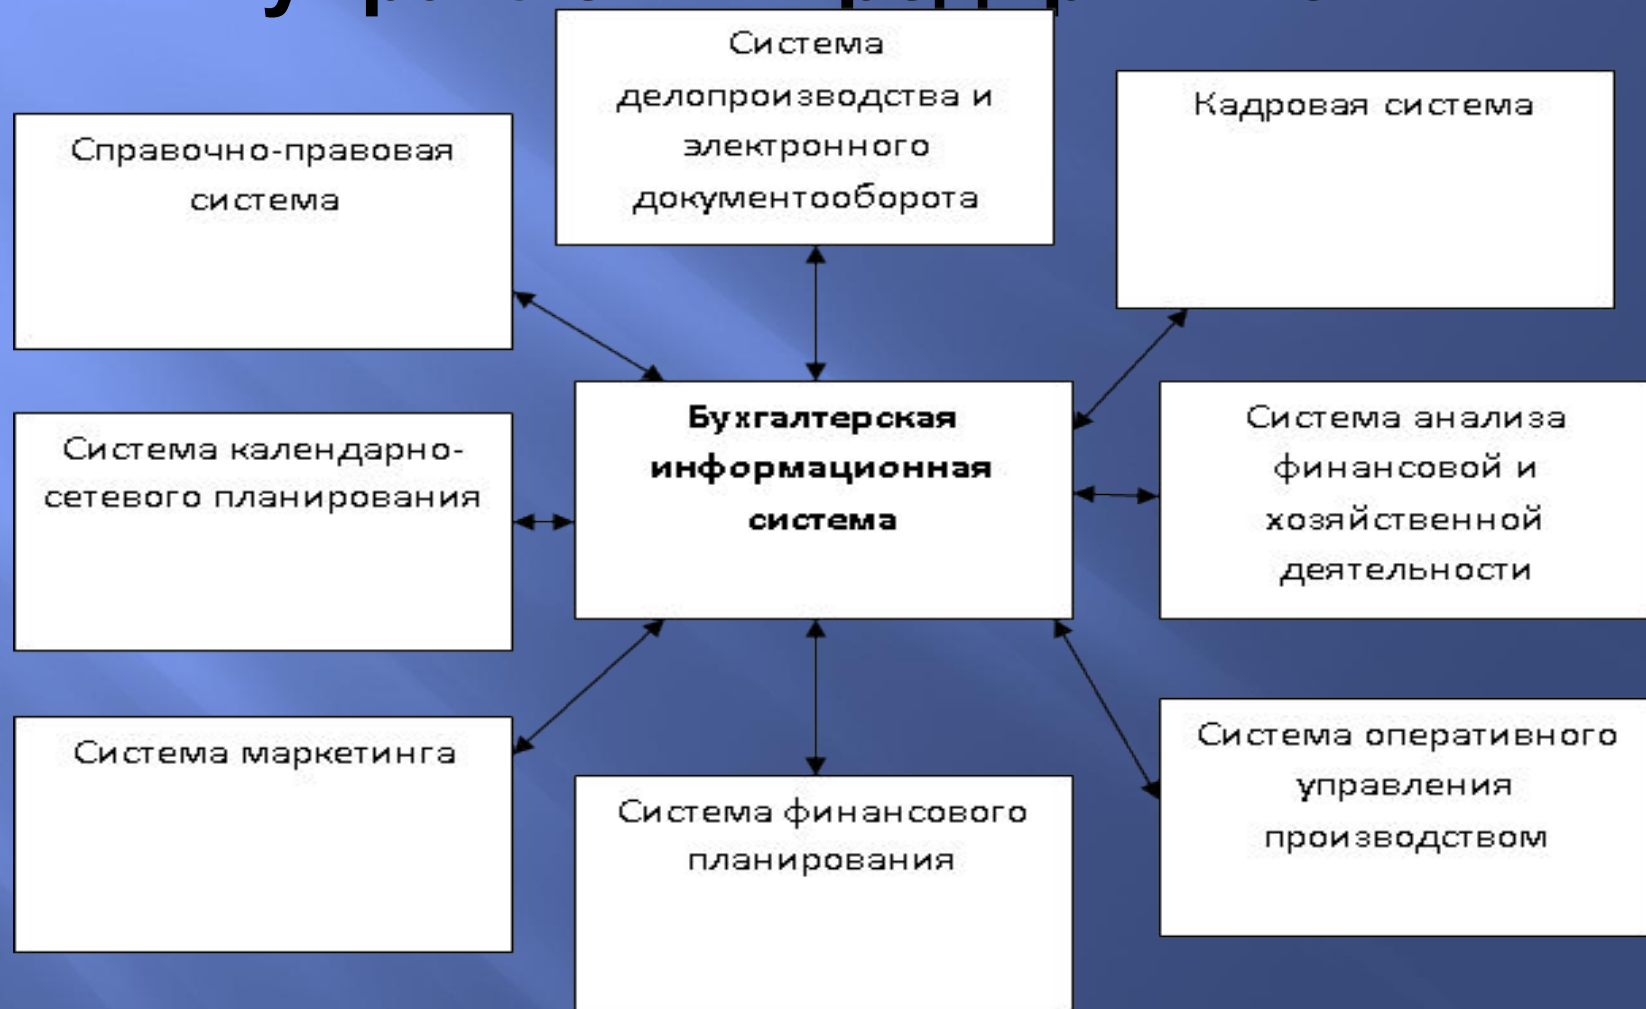 Система
делопроизводства и
электронного
документооборота
Кадровая система
Справочно-правовая
система
Бухгалтерская
информационная
система
Система анализа
финансовой и
хозяйственной
деятельности
Система календарно-
сетевого планирования
Система маркетинга
Система финансового
планирования
Система оперативного
управления
производством